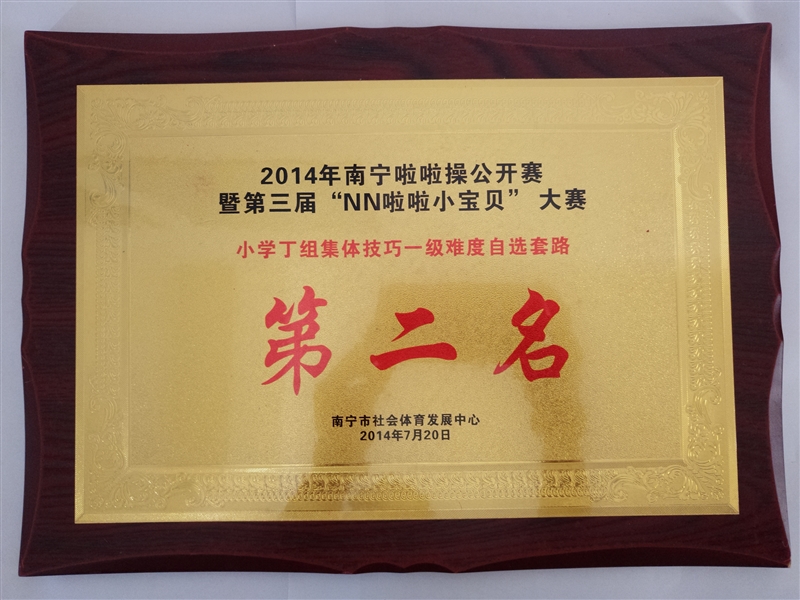 2014年南宁啦啦操公开赛
暨第三届“NN啦啦小宝贝”大赛
小学丁组集体技巧一级难度自选套路
第二名
南宁市社会体育发展中心
2014年7月20日